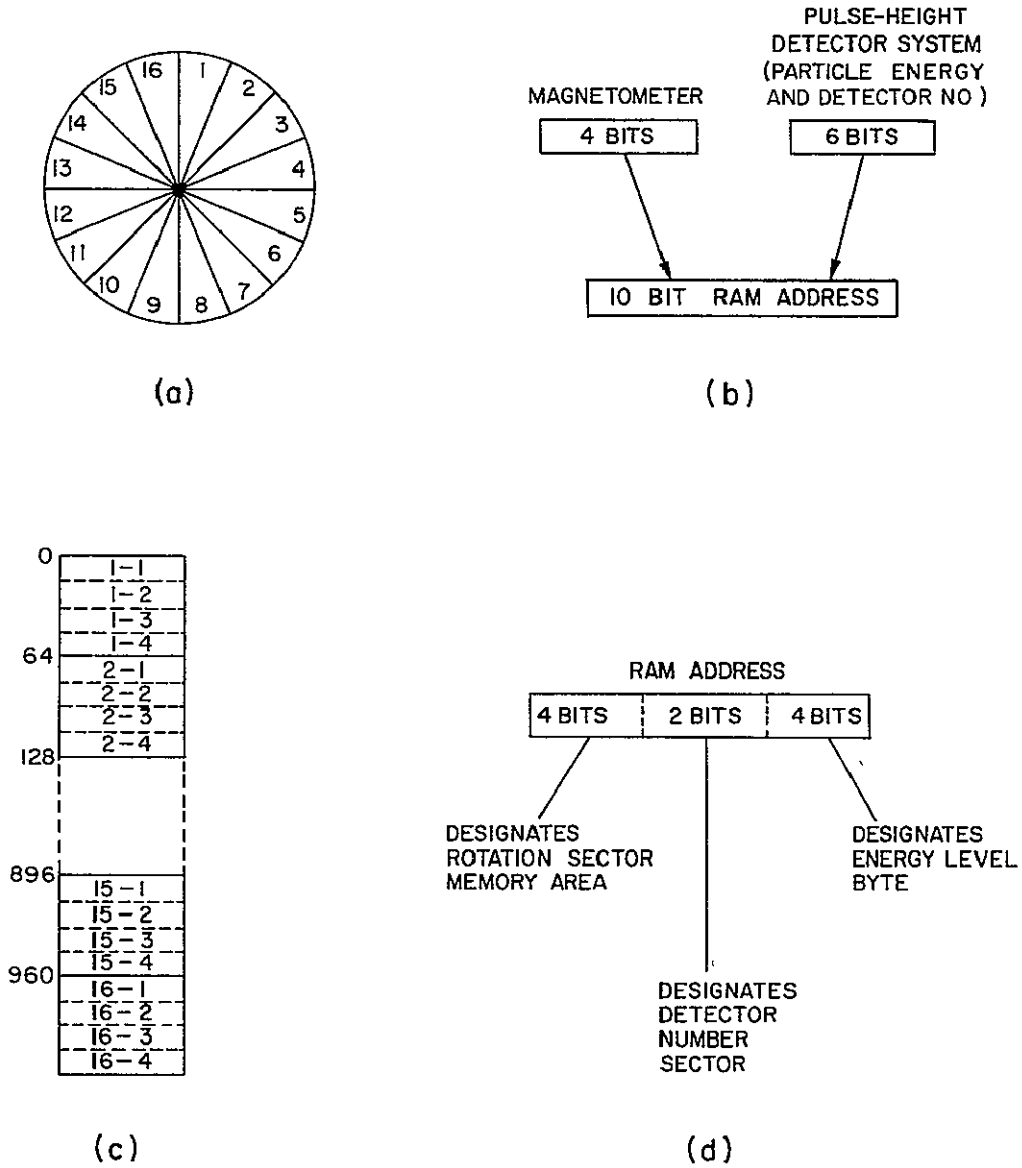 1
2
3
4
5
6
7
8
9
10
11
12
13
14
15
16
(a)
PULSE-HEIGHT
DETECTOR SYSTEM
(PARTICLE ENERGY
AND DETECTOR NO )
MAGNETOMETER
4 BITS
6 BITS
10 BIT RAM ADDRESS
(b)
0
1-1
1-2
1-3
1-4
64
2-1
2-2
2-3
2-4
128
896
15-1
15-2
15-3
15-4
960
16-1
16-2
16-3
16-4
(c)
RAM ADDRESS
4 BITS
2 BITS
4 BITS
DESIGNATES
ROTATION SECTOR
MEMORY AREA
DESIGNATES
ENERGY LEVEL
BYTE
DESIGNATES
DETECTOR
NUMBER
SECTOR
(d)